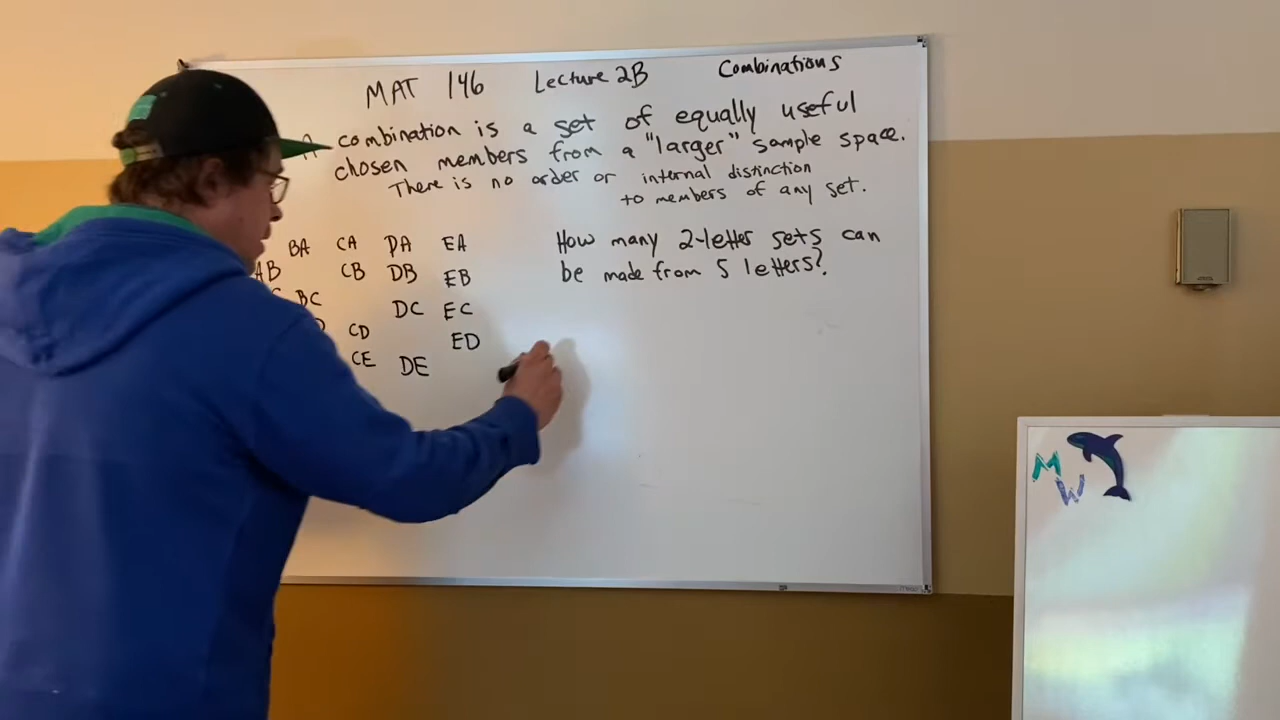 MAT 146 Lecture 2B Combinations
A combination is a set of equally useful
chosen members from a "larger" sample space.
There is no order or internal distinction
to members of any set.
BA CA DA EA
AB CB DB EB
BC DC EC
CD ED
CE DE
How many 2-letter sets can
be made from 5 letters?
M
W